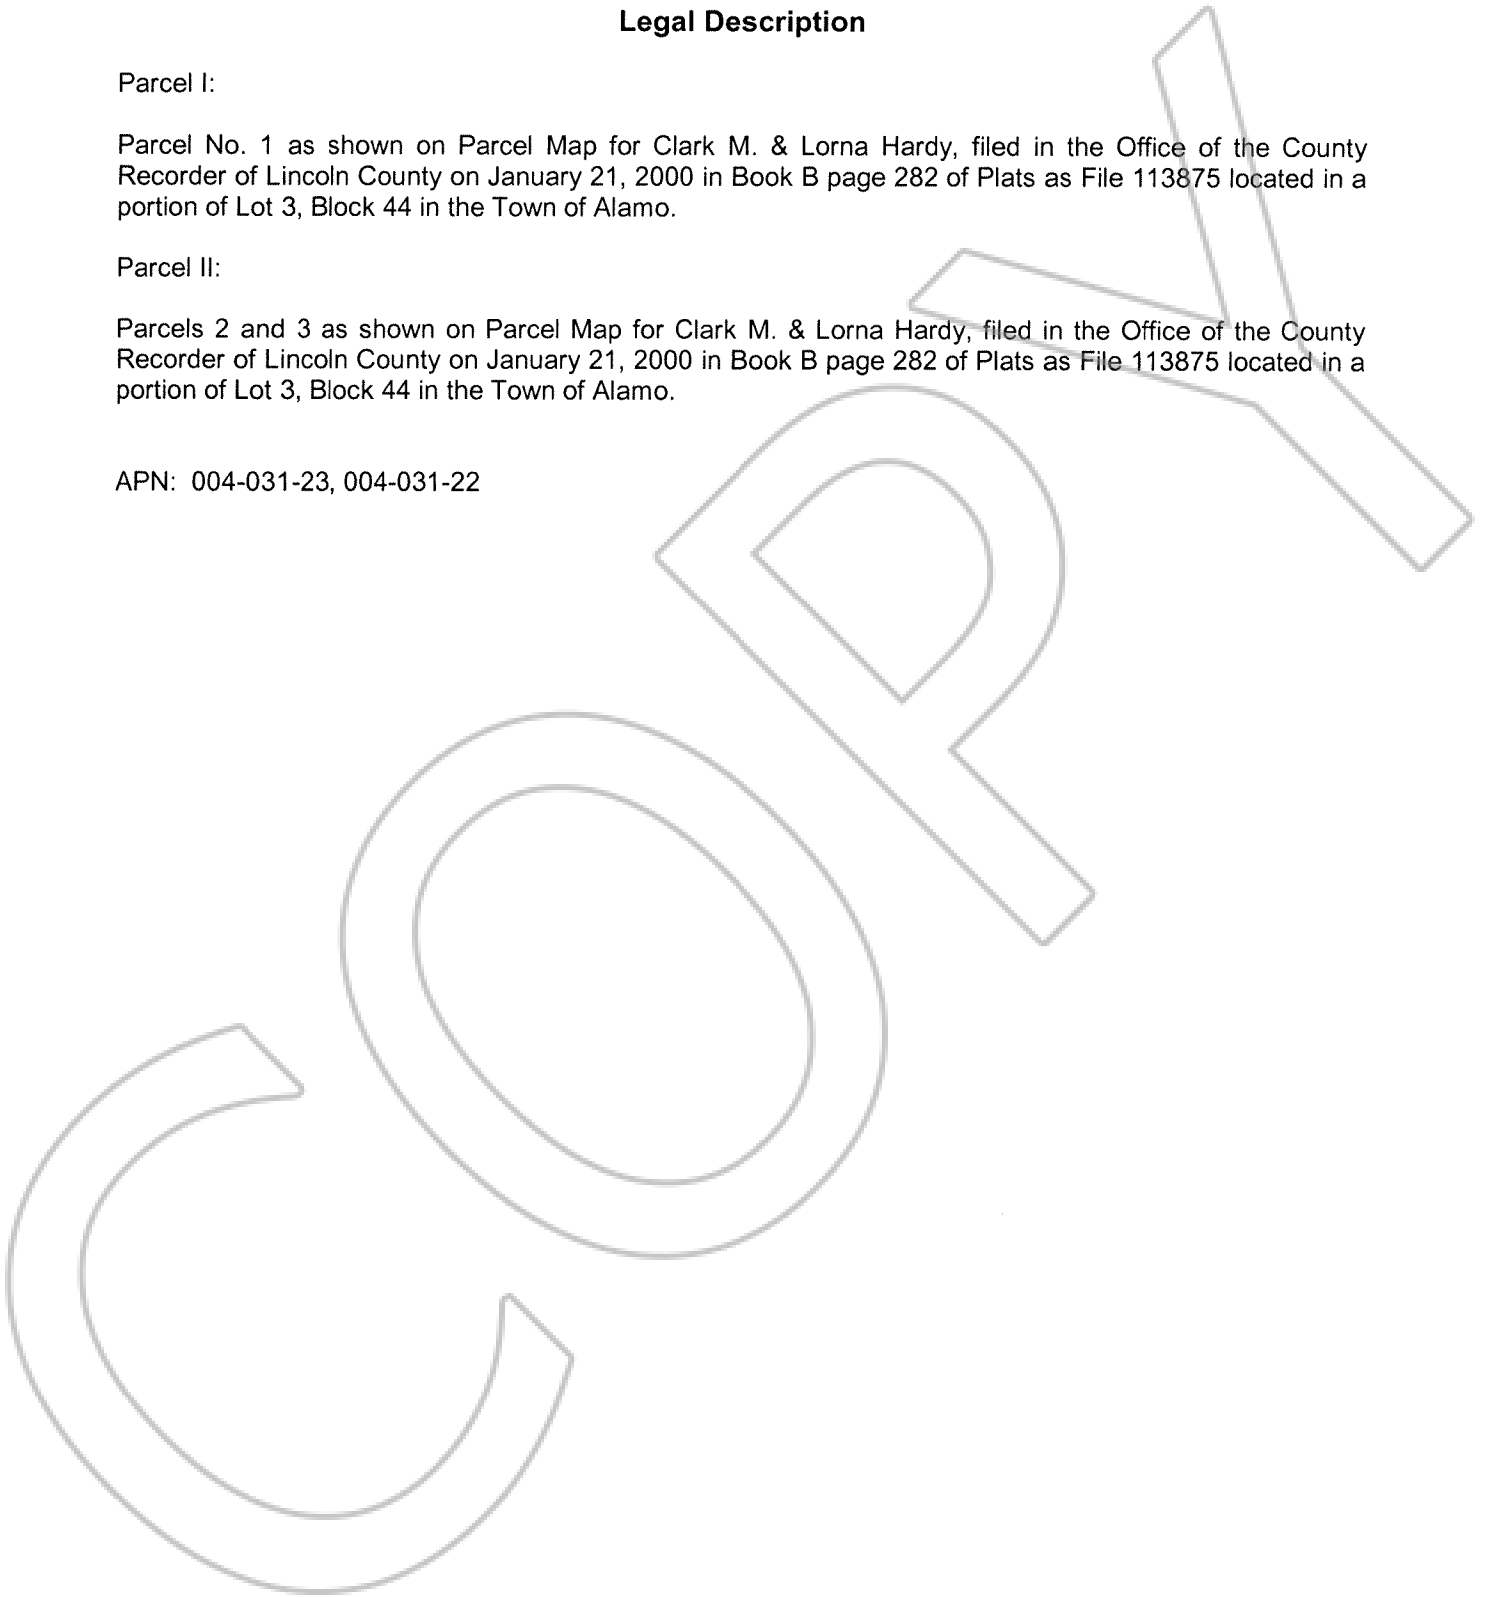 Legal Description
Parcel I:
Parcel No. 1 as shown on Parcel Map for Clark M. & Lorna Hardy, filed in the Office of the County
Recorder of Lincoln County on January 21, 2000 in Book B page 282 of Plats as File 113875 located in a
portion of Lot 3, Block 44 in the Town of Alamo.
Parcel II:
Parcels 2 and 3 as shown on Parcel Map for Clark M. & Lorna Hardy, filed in the Office of the County
Recorder of Lincoln County on January 21, 2000 in Book B page 282 of Plats as File 113875 located in a
portion of Lot 3, Block 44 in the Town of Alamo.
APN: 004-031-23, 004-031-22
COPY